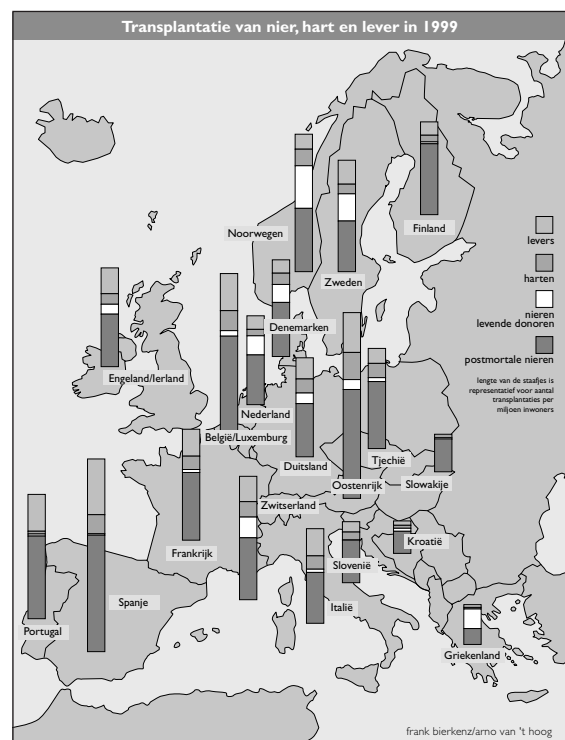 Transplantatie van nier, hart en lever in 1999
Noorwegen
Finland
levers
Zweden
harten
nieren
levende donoren
Denemarken
postmortale nieren
Engeland/Ierland
lengte van de staafjes is
representatief voor aantal
transplantaties per
miljoen inwoners
Nederland
België/Luxemburg
Duitsland
Tjechië
Oostenrijk
Slowakije
Zwitserland
Kroatië
Frankrijk
Slovenië
Spanje
Italië
Portugal
Griekenland
frank bierkenz/arno van 't hoog